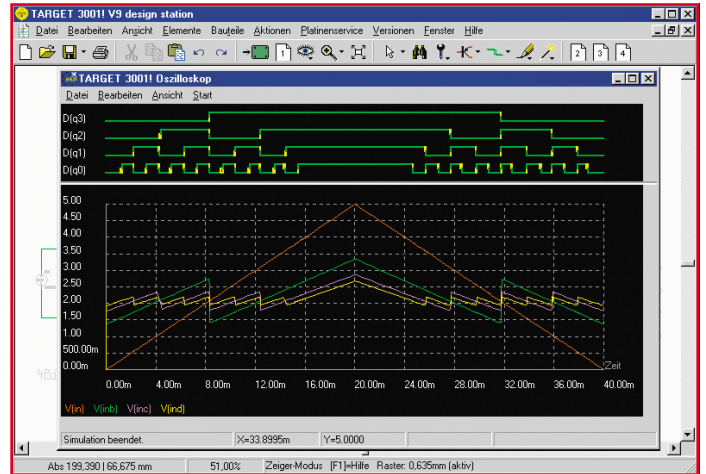 TARGET 3001! V9 design station
Datei Bearbeiten Ansicht Elemente Bauteile Aktionen Platinenservice Versionen Fenster Hilfe
1 2 3 4
TARGET 3001! Oszilloskop
Datei Bearbeiten Ansicht Start
D(q3)
D(q2)
D(q1)
D(q0)
5.00
4.50
4.00
3.50
3.00
2.50
2.00
1.50
1.00
500.00m
0.00m
Zeit
0.00m 4.00m 8.00m 12.00m 16.00m 20.00m 24.00m 28.00m 32.00m 36.00m 40.00m
V(in) V(inb) V(inc) V(ind)
Simulation beendet. X=33.8995m Y=5.0000
Abs 199,390 | 66,675 mm 51,00% Zeiger-Modus [F1]=Hilfe Raster: 0,635mm (aktiv)